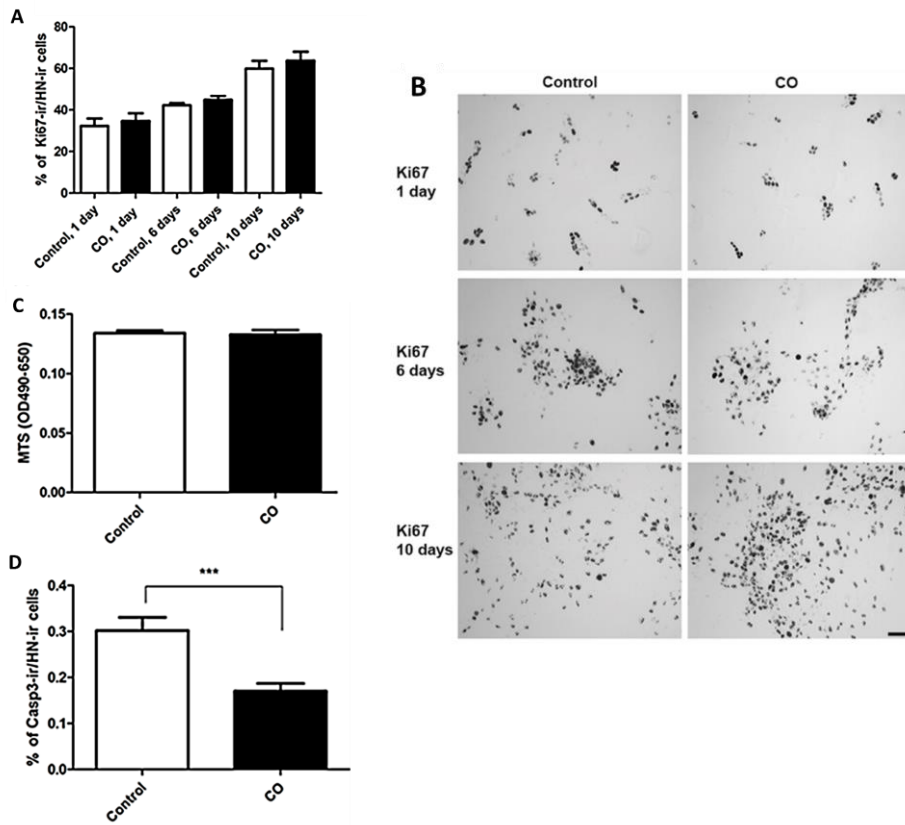 A
% of Ki67-ir/HN-ir cells
80
60
40
20
0
Control, 1 day
CO, 1 day
Control, 6 days
CO, 6 days
Control, 10 days
CO, 10 days
B
Control
CO
Ki67
1 day
Ki67
6 days
Ki67
10 days
C
MTS (OD490-650)
0.15
0.10
0.05
0.00
Control
CO
D
% of Casp3-ir/HN-ir cells
0.4
0.3
0.2
0.1
0.0
***
Control
CO